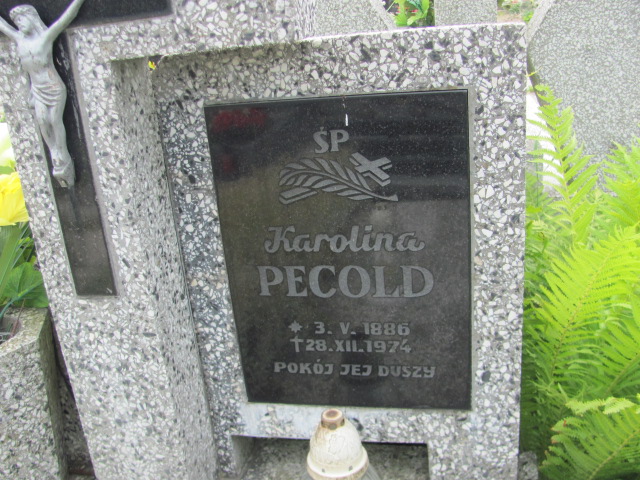 ŚP
Karolina
PECOLD
* 3. V. 1886
† 28. XII. 1974
POKÓJ JEJ DUSZY